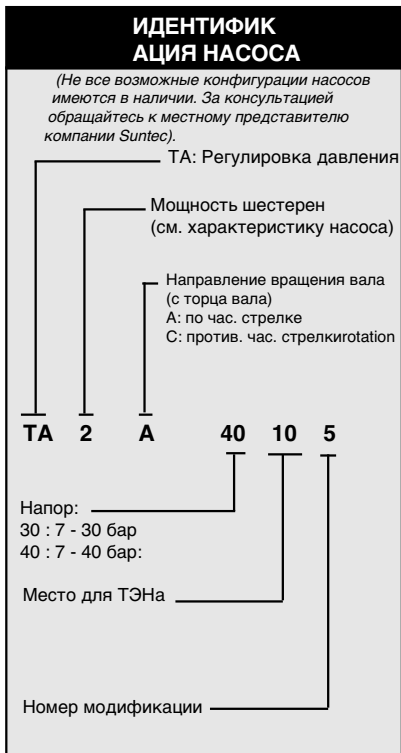 ИДЕНТИФИК
АЦИЯ НАСОСА
(Не все возможные конфигурации насосов
имеются в наличии. За консультацией
обращайтесь к местному представителю
компании Suntec).
ТА: Регулировка давления
Мощность шестерен
(см. характеристику насоса)
Направление вращения вала
(с торца вала)
А: по час. стрелке
С: против. час. стрелкиrotation
TA 2 A 40 10 5
Напор:
30 : 7 - 30 бар
40 : 7 - 40 бар:
Место для ТЭНа
Номер модификации